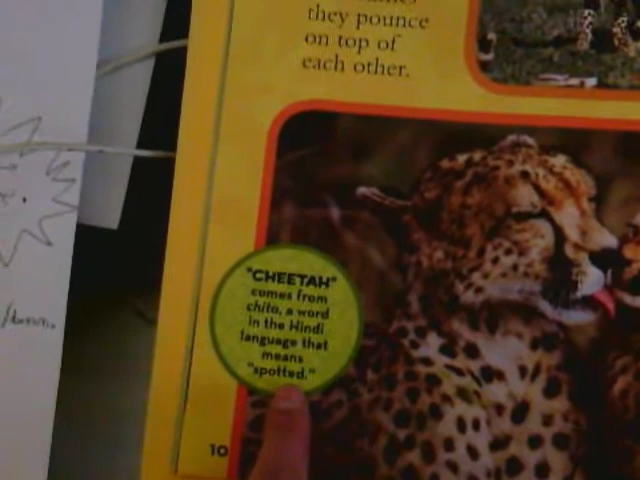 they pounce
on top of
each other.
"CHEETAH"
comes from
chita, a word
in the Hindi
language that
means
"spotted."
10